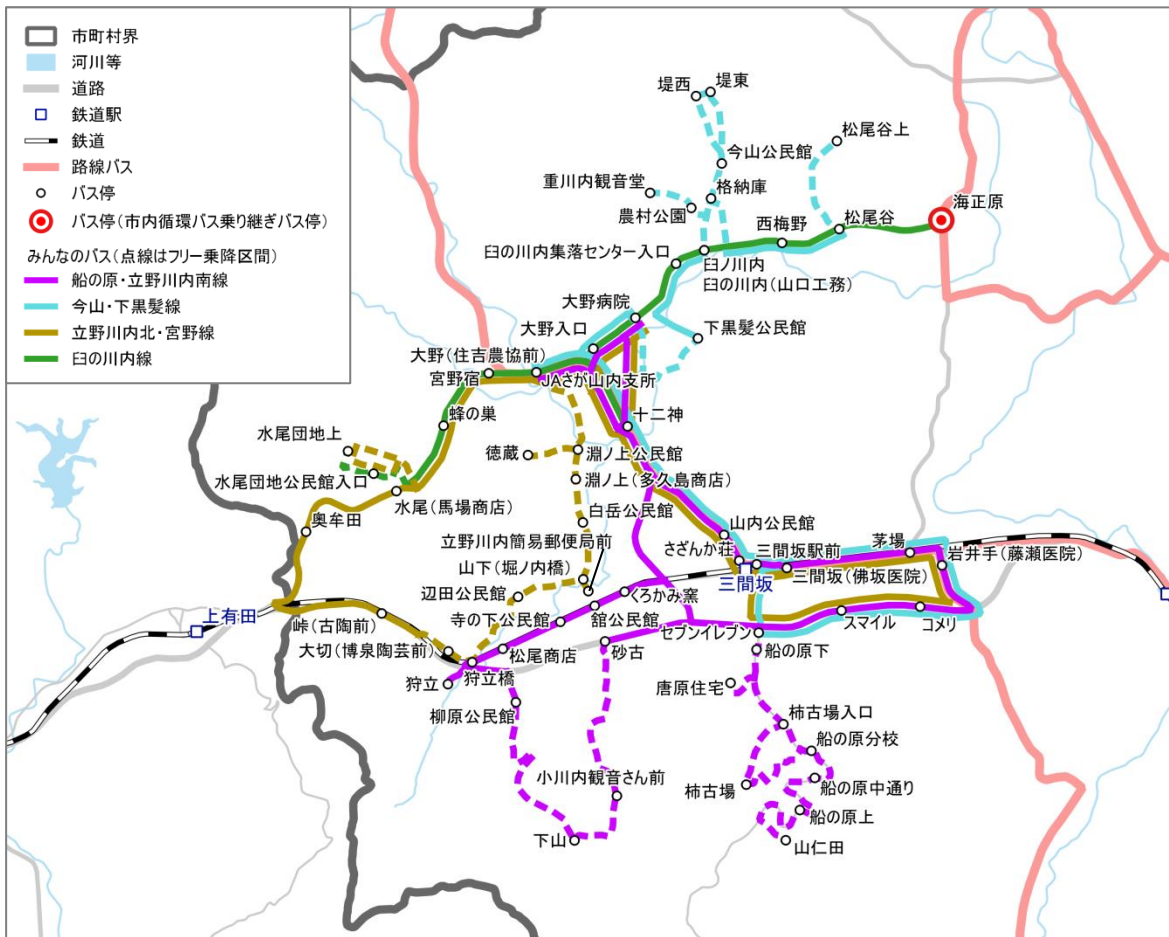 市町村界
河川等
道路
鉄道駅
鉄道
路線バス
バス停
バス停(市内循環バス乗り継ぎバス停)
みんなのバス(点線はフリー乗降区間)
船の原・立野川内南線
今山・下黒髪線
立野川内北・宮野線
臼の川内線
堤西
堤東
松尾谷上
今山公民館
重川内観音堂
格納庫
農村公園
海正原
西梅野
松尾谷
臼の川内集落センター入口
臼ノ川内
臼の川内(山口工務)
大野病院
大野入口
下黒髪公民館
大野(住吉農協前)
宮野宿
JAさが山内支所
蜂の巣
十二神
水尾団地上
徳蔵
淵ノ上公民館
水尾団地公民館入口
淵ノ上(多久島商店)
水尾(馬場商店)
白岳公民館
奥牟田
山内公民館
立野川内簡易郵便局前
さざんか荘
三間坂駅前
茅場
岩井手(藤瀬医院)
山下(堀ノ内橋)
三間坂
三間坂(佛坂医院)
辺田公民館
くろかみ窯
上有田
寺の下公民館
舘公民館
峠(古陶前)
セブンイレブン
スマイル
コメリ
大切(博泉陶芸前)
松尾商店
砂古
船の原下
狩立
狩立橋
唐原住宅
柳原公民館
柿古場入口
船の原分校
小川内観音さん前
柿古場
船の原中通り
船の原上
下山
山仁田